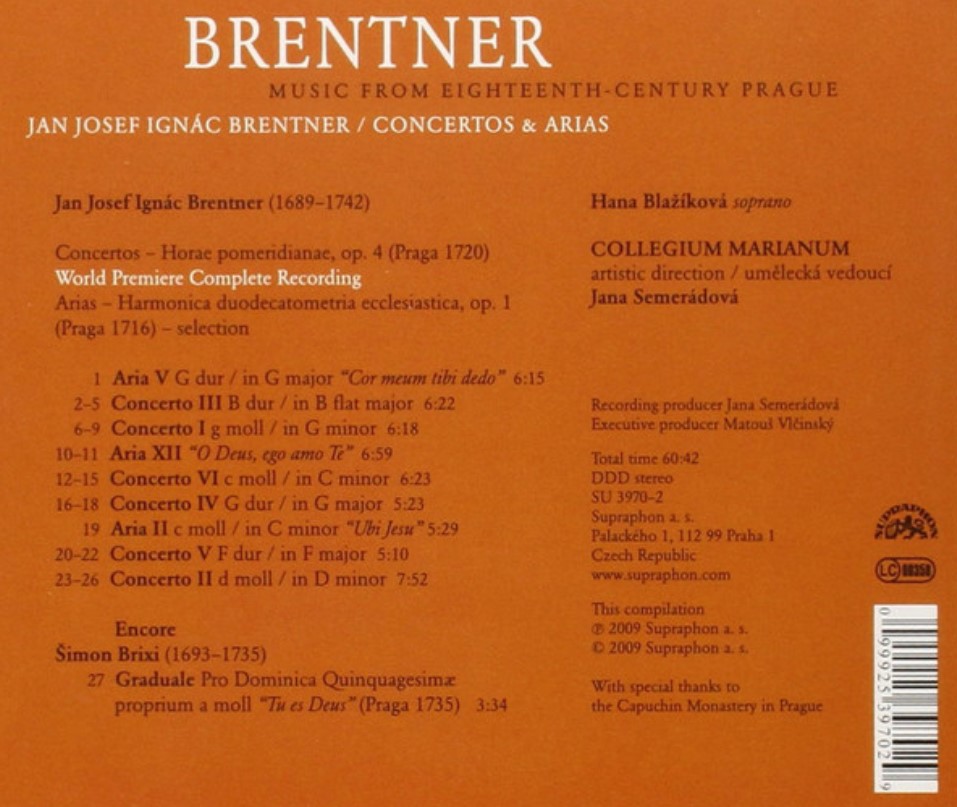 BRENTNER
MUSIC FROM EIGHTEENTH-CENTURY PRAGUE
JAN JOSEF IGNÁC BRENTNER / CONCERTOS & ARIAS
Jan Josef Ignác Brentner (1689–1742)
Concertos – Horae pomeridianae, op. 4 (Praga 1720)
World Premiere Complete Recording
Arias – Harmonica duodecatometria ecclesiastica, op. 1
(Praga 1716) – selection
1 Aria V G dur / in G major “Cor meum tibi dedo” 6:15
2–5 Concerto III B dur / in B flat major 6:22
6–9 Concerto I g moll / in G minor 6:18
10–11 Aria XII “O Deus, ego amo Te” 6:59
12–15 Concerto VI c moll / in C minor 6:23
16–18 Concerto IV G dur / in G major 5:23
19 Aria II c moll / in C minor “Ubi Jesu” 5:29
20–22 Concerto V F dur / in F major 5:10
23–26 Concerto II d moll / in D minor 7:52
Encore
Šimon Brixi (1693–1735)
27 Graduale Pro Dominica Quinquagesimæ
proprium a moll “Tu es Deus” (Praga 1735) 3:34
Hana Blažíková soprano
COLLEGIUM MARIANUM
artistic direction / umělecká vedoucí
Jana Semerádová
Recording producer Jana Semerádová
Executive producer Matouš Vlčinský
Total time 60:42
DDD stereo
SU 3970–2
Supraphon a. s.
Palackého 1, 112 99 Praha 1
Czech Republic
www.supraphon.com
This compilation
℗ 2009 Supraphon a. s.
© 2009 Supraphon a. s.
With special thanks to
the Capuchin Monastery in Prague
SUPRAPHON
LC 00358
0 99925 39702 9